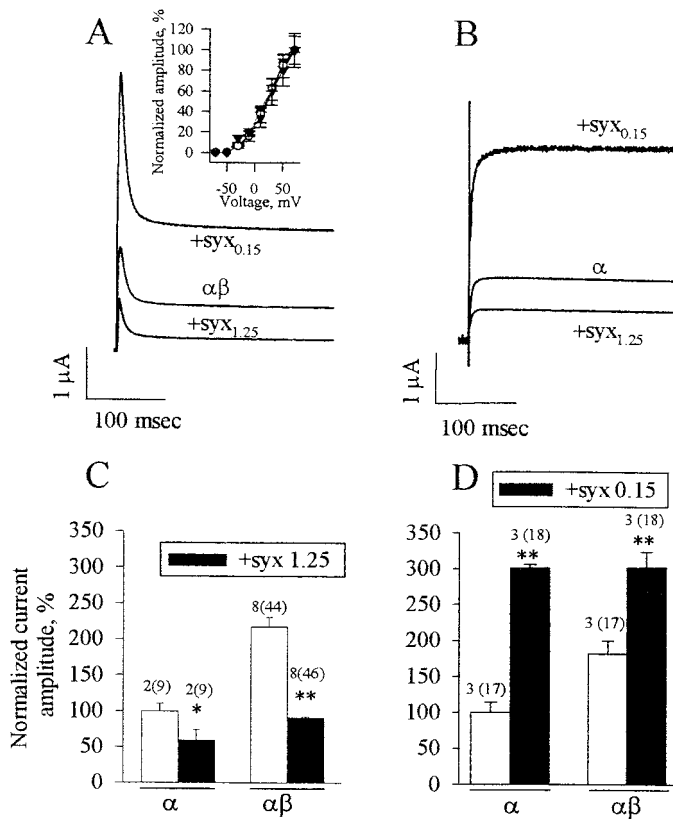 A
Normalized amplitude, %
120
100
80
60
40
20
0
-50
0
50
Voltage, mV
+syx0.15
αβ
+syx1.25
1 µA
100 msec
B
+syx0.15
α
+syx1.25
*
1 µA
100 msec
C
+syx 1.25
Normalized current
amplitude, %
350
300
250
200
150
100
50
0
2(9)
2(9)
*
8(44)
8(46)
**
α
αβ
D
+syx 0.15
350
300
250
200
150
100
50
0
3 (17)
3 (18)
**
3 (17)
3 (18)
**
α
αβ